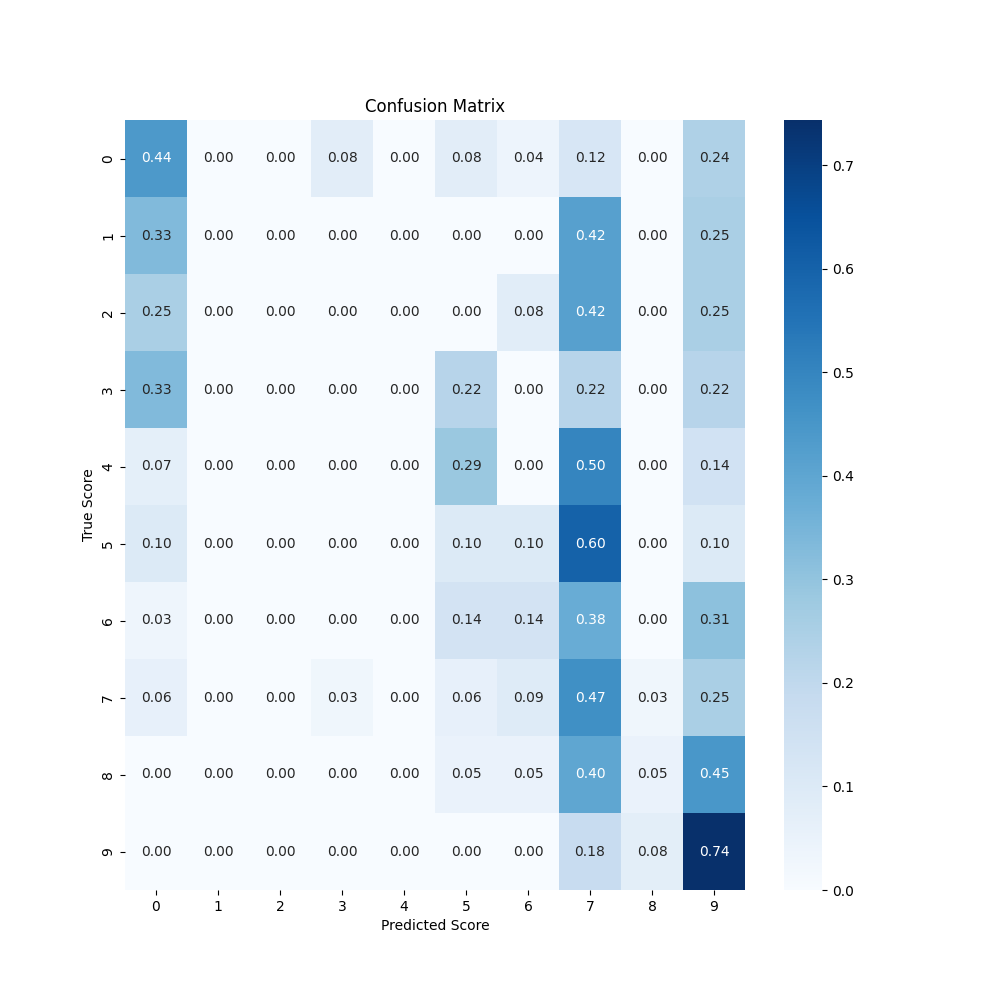 Confusion Matrix
0 0.44 0.00 0.00 0.08 0.00 0.08 0.04 0.12 0.00 0.24
1 0.33 0.00 0.00 0.00 0.00 0.00 0.00 0.42 0.00 0.25
2 0.25 0.00 0.00 0.00 0.00 0.00 0.08 0.42 0.00 0.25
3 0.33 0.00 0.00 0.00 0.00 0.22 0.00 0.22 0.00 0.22
4 0.07 0.00 0.00 0.00 0.00 0.29 0.00 0.50 0.00 0.14
5 0.10 0.00 0.00 0.00 0.00 0.10 0.10 0.60 0.00 0.10
6 0.03 0.00 0.00 0.00 0.00 0.14 0.14 0.38 0.00 0.31
7 0.06 0.00 0.00 0.03 0.00 0.06 0.09 0.47 0.03 0.25
8 0.00 0.00 0.00 0.00 0.00 0.05 0.05 0.40 0.05 0.45
9 0.00 0.00 0.00 0.00 0.00 0.00 0.00 0.18 0.08 0.74
0 1 2 3 4 5 6 7 8 9
Predicted Score
True Score
0.7
0.6
0.5
0.4
0.3
0.2
0.1
0.0